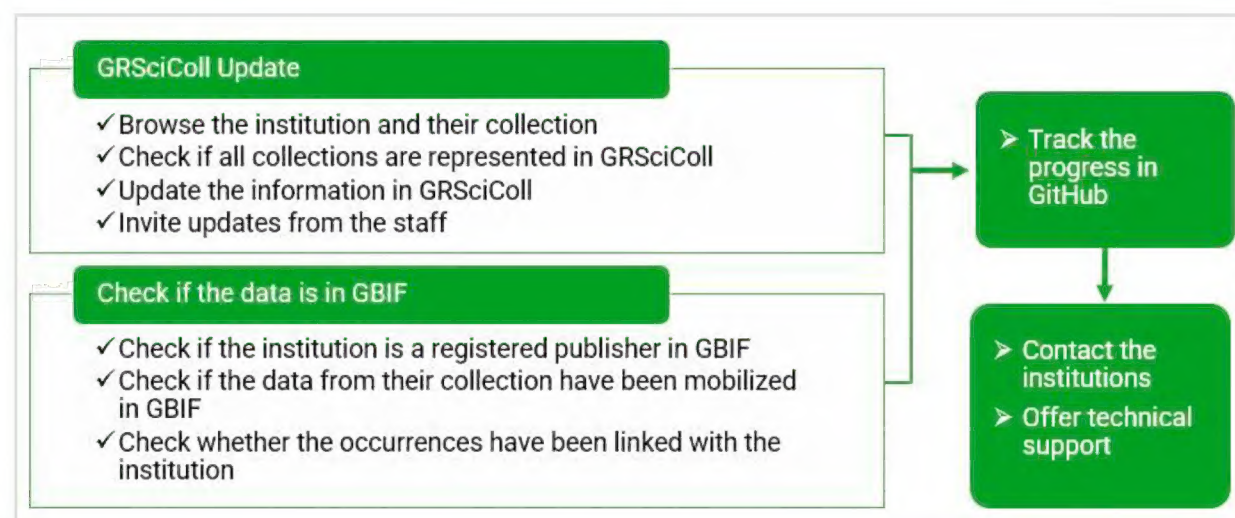 GRSciColl Update
✓ Browse the institution and their collection
✓ Check if all collections are represented in GRSciColl
✓ Update the information in GRSciColl
✓ Invite updates from the staff
Check if the data is in GBIF
✓ Check if the institution is a registered publisher in GBIF
✓ Check if the data from their collection have been mobilized
in GBIF
✓ Check whether the occurrences have been linked with the
institution
➢ Track the
progress in
GitHub
➢ Contact the
institutions
➢ Offer technical
support